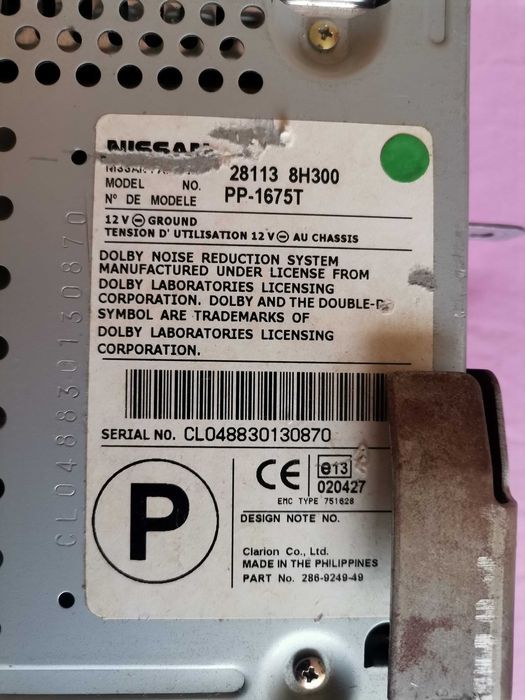 NISSAN
28113 8H300
MODEL NO.
N° DE MODELE PP-1675T
12 V ⊖ GROUND
TENSION D' UTILISATION 12 V ⊖ AU CHASSIS
DOLBY NOISE REDUCTION SYSTEM
MANUFACTURED UNDER LICENSE FROM
DOLBY LABORATORIES LICENSING
CORPORATION. DOLBY AND THE DOUBLE-D
SYMBOL ARE TRADEMARKS OF
DOLBY LABORATORIES LICENSING
CORPORATION.
SERIAL NO. CL048830130870
P
CE e13
020427
EMC TYPE 751628
DESIGN NOTE NO.
Clarion Co., Ltd.
MADE IN THE PHILIPPINES
PART No. 286-9249-49
CL048830130870